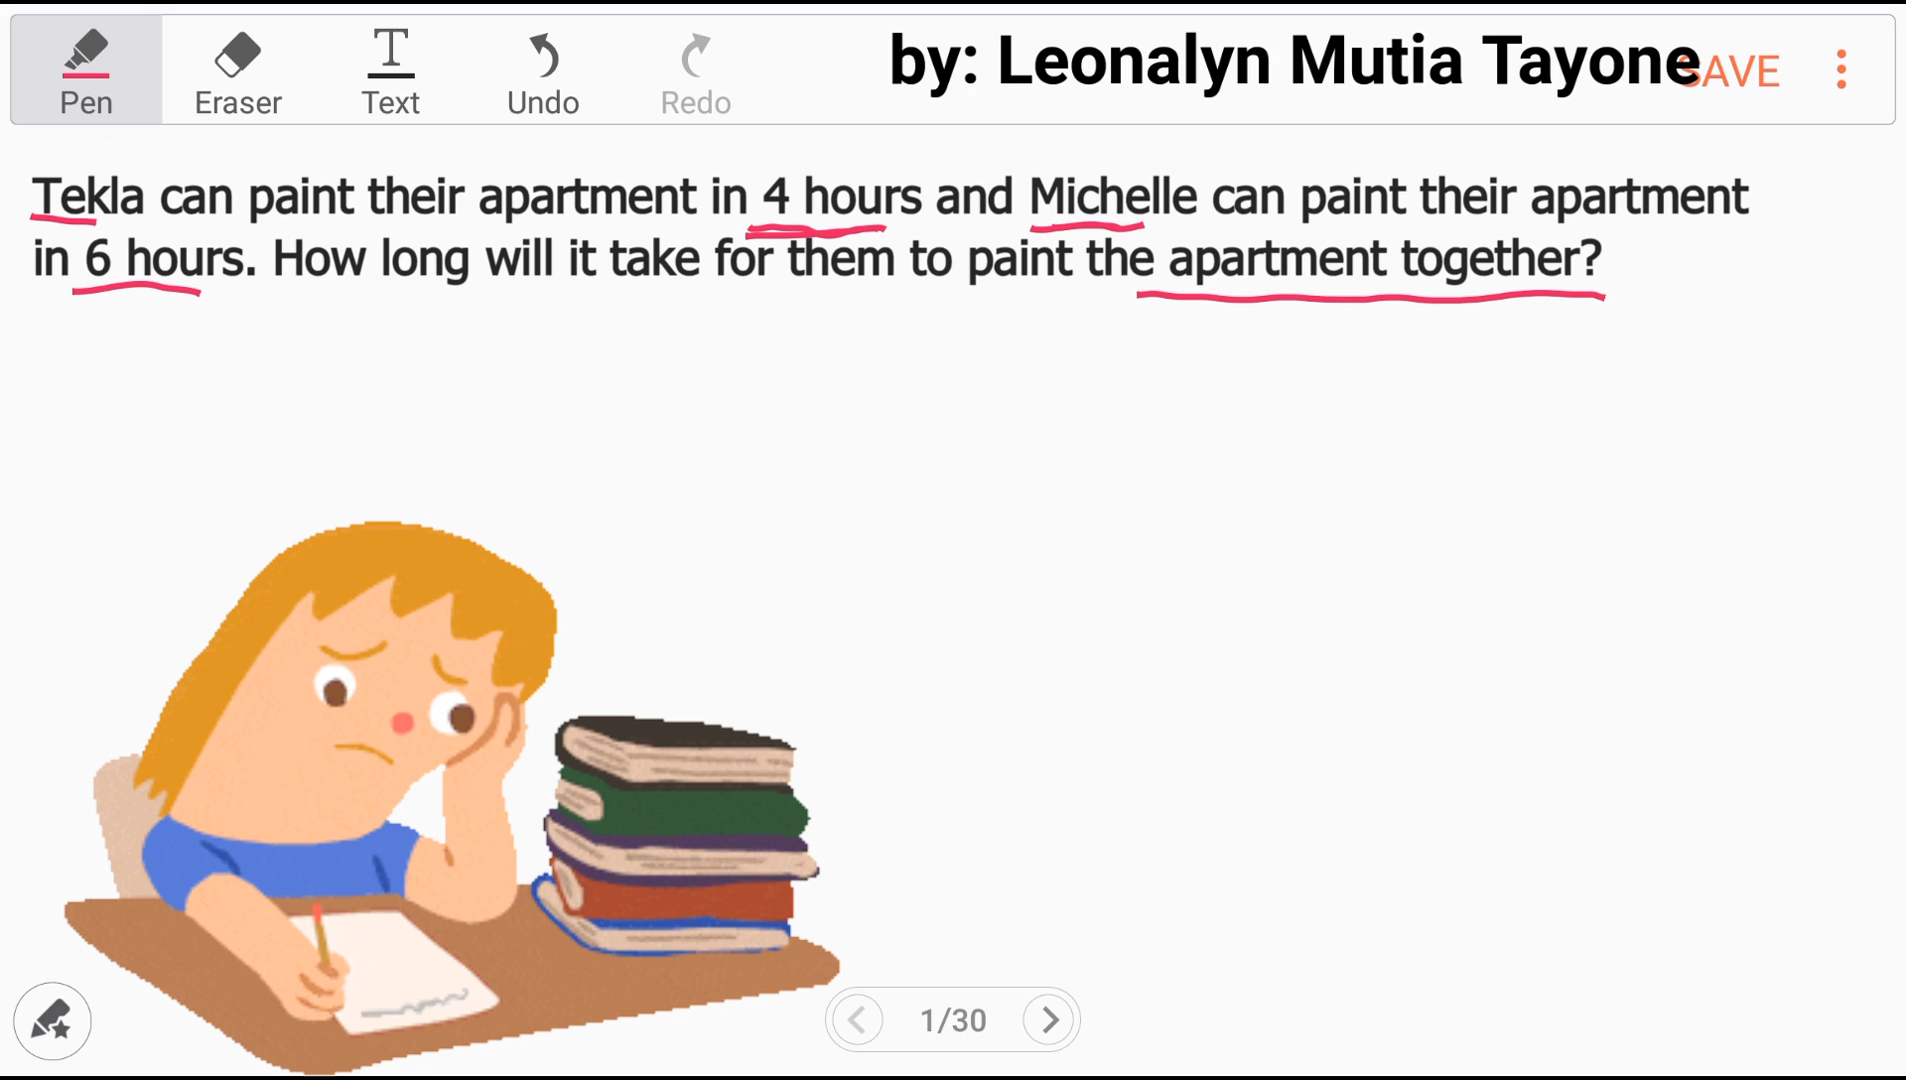 by: Leonalyn Mutia Tayone
SAVE
Pen
Eraser
Text
Undo
Redo
Tekla can paint their apartment in 4 hours and Michelle can paint their apartment
in 6 hours. How long will it take for them to paint the apartment together?
1/30